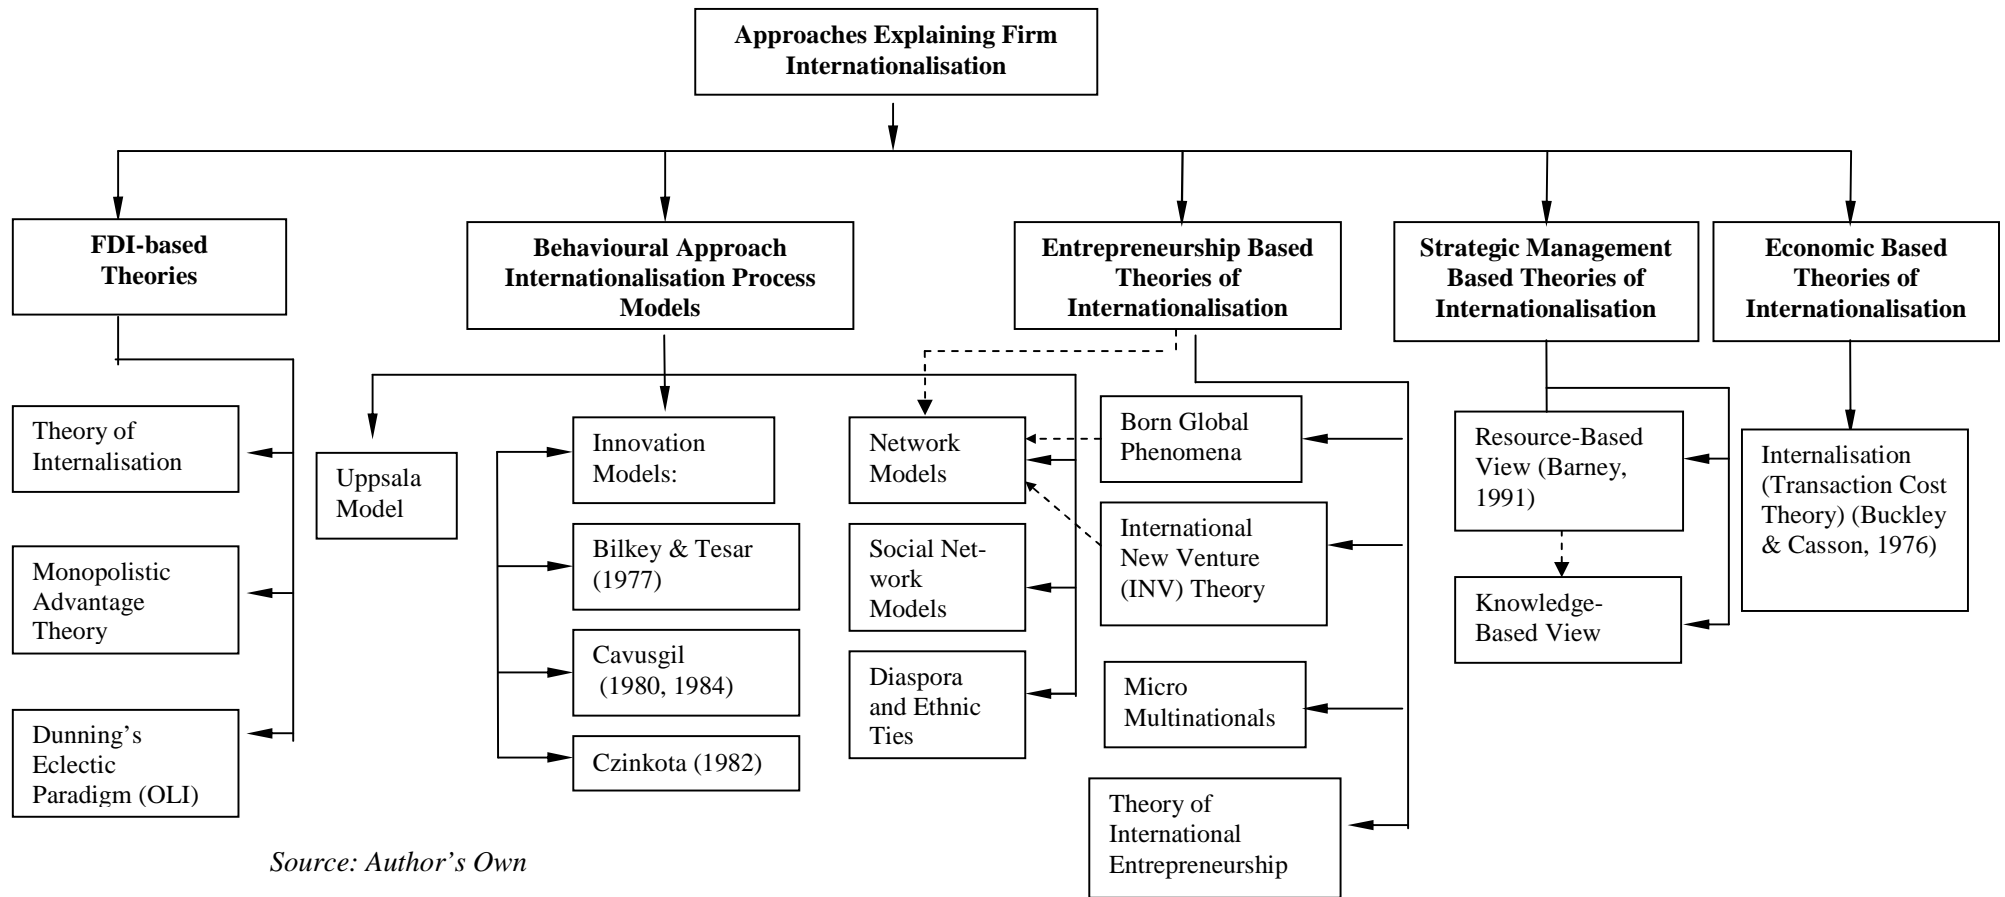 Approaches Explaining Firm
Internationalisation
FDI-based
Theories
Behavioural Approach
Internationalisation Process
Models
Entrepreneurship Based
Theories of
Internationalisation
Strategic Management
Based Theories of
Internationalisation
Economic Based
Theories of
Internationalisation
Theory of
Internalisation
Monopolistic
Advantage
Theory
Dunning’s
Eclectic
Paradigm (OLI)
Uppsala
Model
Innovation
Models:
Bilkey & Tesar
(1977)
Cavusgil
(1980, 1984)
Czinkota (1982)
Network
Models
Social Net-
work
Models
Diaspora
and Ethnic
Ties
Born Global
Phenomena
International
New Venture
(INV) Theory
Micro
Multinationals
Theory of
International
Entrepreneurship
Resource-Based
View (Barney,
1991)
Knowledge-
Based View
Internalisation
(Transaction Cost
Theory) (Buckley
& Casson, 1976)
Source: Author’s Own